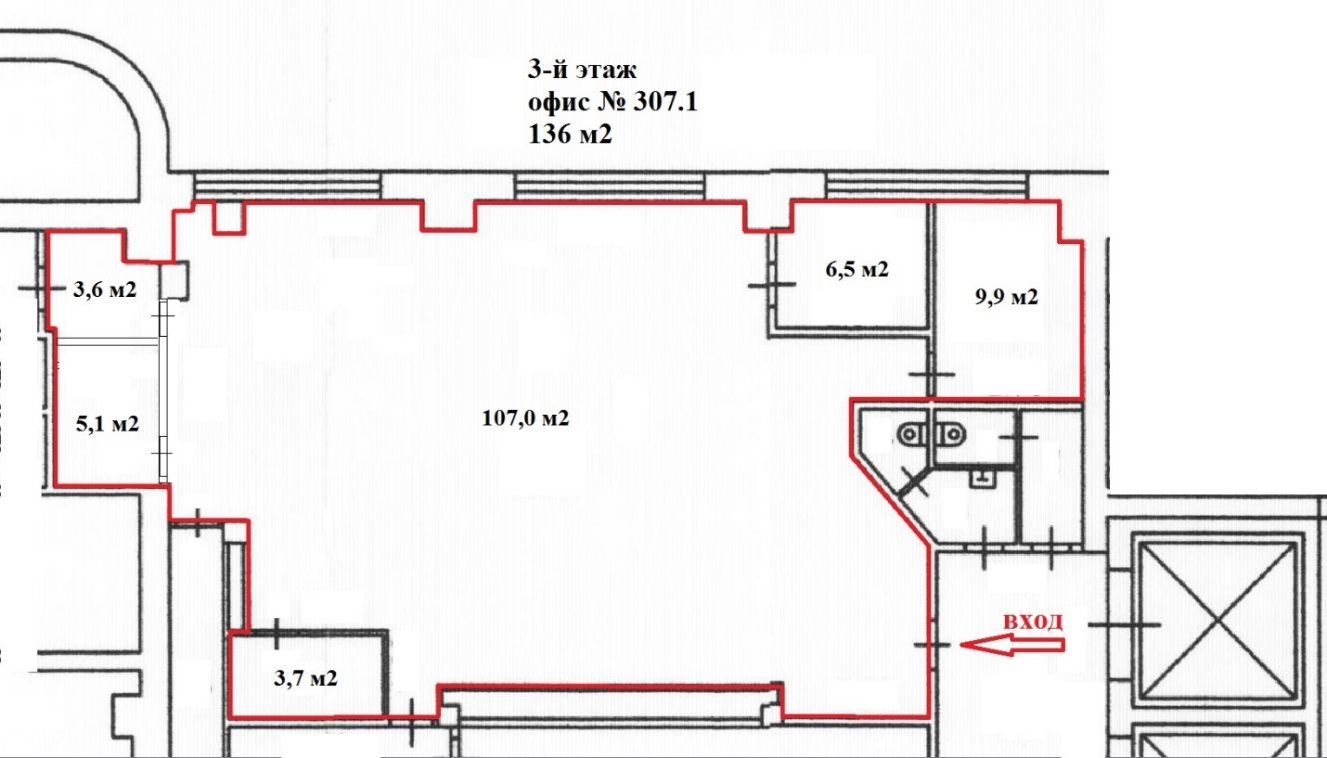 3-й этаж
офис № 307.1
136 м2
6,5 м2
3,6 м2
9,9 м2
107,0 м2
5,1 м2
вход
3,7 м2